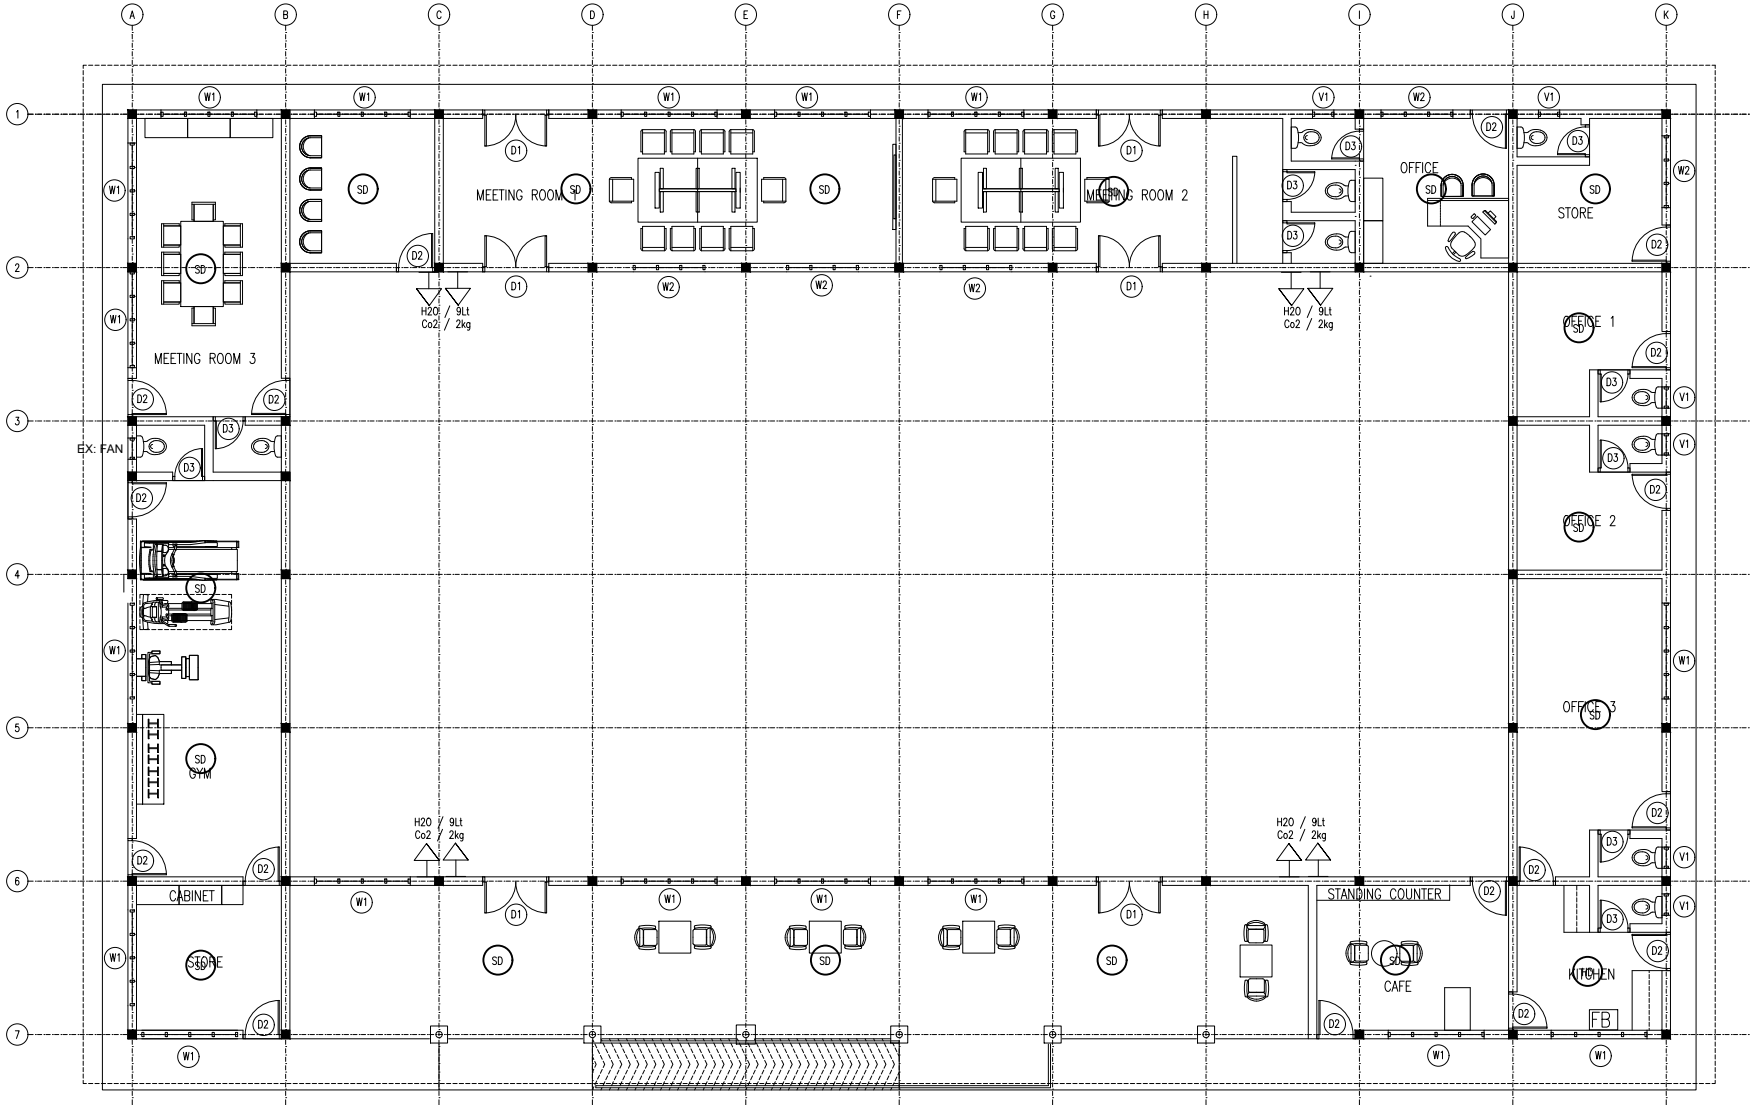 A B C D E F G H I J K
W1 W1 W1 W1 W1 V1 W2 V1
1
D2
D1 D1 D3 D3
OFFICE
W2
W1 SD MEETING ROOM 1 SD SD MEETING ROOM 2 SD D3 SD SD
STORE
D3
D2 D2
2 SD
D1 W2 W2 W2 D1
H2O / 9Lt
Co2 / 2kg
H2O / 9Lt
Co2 / 2kg
W1 OFFICE 1
SD
MEETING ROOM 3 D2
D3
D2 D2 V1
3
D3
EX: FAN V1
D3 D3
D2 D2
OFFICE 2
SD
4
SD
W1 W1
OFFICE 3
SD
5
SD
GYM
D2
H2O / 9Lt
Co2 / 2kg
H2O / 9Lt
Co2 / 2kg
D3
D2 D2 V1
6
CABINET W1 W1 W1 W1 STANDING COUNTER D2 V1
D1 D1 D3
D2
W1 STORE SD SD SD SD SD
KITCHEN
CAFE
D2 D2 D2
FB
7
W1 W1 W1